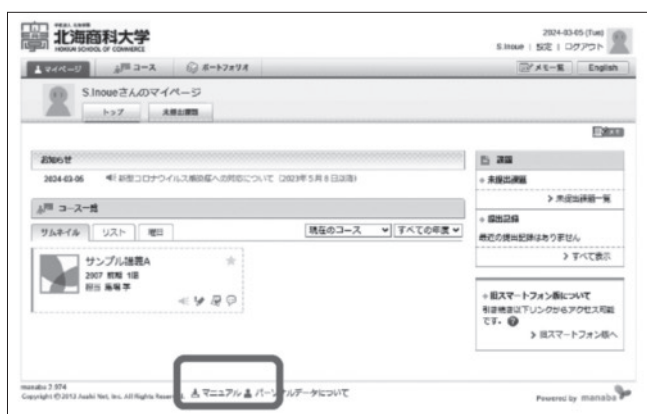 北海商科大学
HOKKAI SCHOOL OF COMMERCE
2024-03-05 (Tue)
S.Inoue | 設定 | ログアウト
マイページ
コース
ポートフォリオ
メモ一覧
English
S.Inoueさんのマイページ
トップ
未提出課題
お知らせ
2024-03-05 新型コロナウイルス感染症への対応について（2023年5月8日以降）
コース一覧
サムネイル
リスト
曜日
現在のコース
すべての年度
サンプル講義A
2007 前期 1限
担当
課題
未提出課題
> 未提出課題一覧
提出記録
最近の提出記録はありません
> すべて表示
旧スマートフォン版について
引き続き以下リンクからアクセス可能
です。
> 旧スマートフォン版へ
manaba 2.974
Copyright © 2013 Asahi Net, Inc. All Rights Reserved.
マニュアル
パーソナルデータについて
Powered by manaba